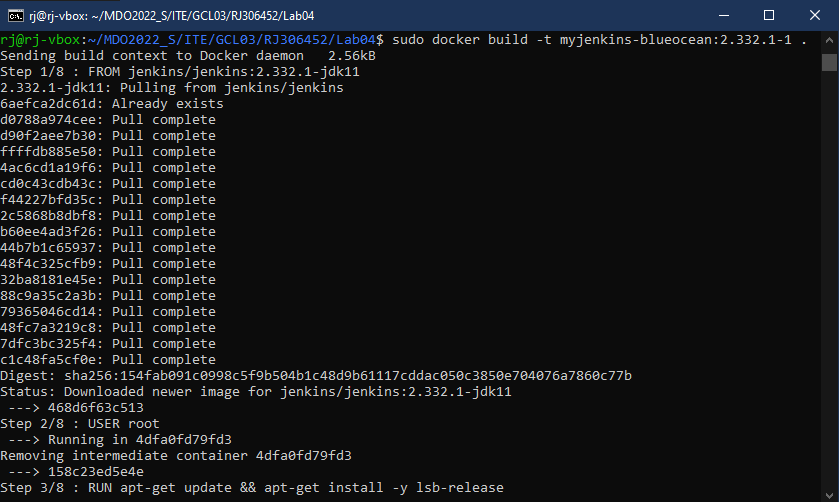 rj@rj-vbox: ~/MDO2022_S/ITE/GCL03/RJ306452/Lab04
rj@rj-vbox:~/MDO2022_S/ITE/GCL03/RJ306452/Lab04$ sudo docker build -t myjenkins-blueocean:2.332.1-1 .
Sending build context to Docker daemon   2.56kB
Step 1/8 : FROM jenkins/jenkins:2.332.1-jdk11
2.332.1-jdk11: Pulling from jenkins/jenkins
6aefca2dc61d: Already exists
d0788a974cee: Pull complete
d90f2aee7b30: Pull complete
ffffdb885e50: Pull complete
4ac6cd1a19f6: Pull complete
cd0c43cdb43c: Pull complete
f44227bfd35c: Pull complete
2c5868b8dbf8: Pull complete
b60ee4ad3f26: Pull complete
44b7b1c65937: Pull complete
48f4c325cfb9: Pull complete
32ba8181e45e: Pull complete
88c9a35c2a3b: Pull complete
79365046cd14: Pull complete
48fc7a3219c8: Pull complete
7dfc3bc325f4: Pull complete
c1c48fa5cf0e: Pull complete
Digest: sha256:154fab091c0998c5f9b504b1c48d9b61117cddac050c3850e704076a7860c77b
Status: Downloaded newer image for jenkins/jenkins:2.332.1-jdk11
 ---> 468d6f63c513
Step 2/8 : USER root
 ---> Running in 4dfa0fd79fd3
Removing intermediate container 4dfa0fd79fd3
 ---> 158c23ed5e4e
Step 3/8 : RUN apt-get update && apt-get install -y lsb-release